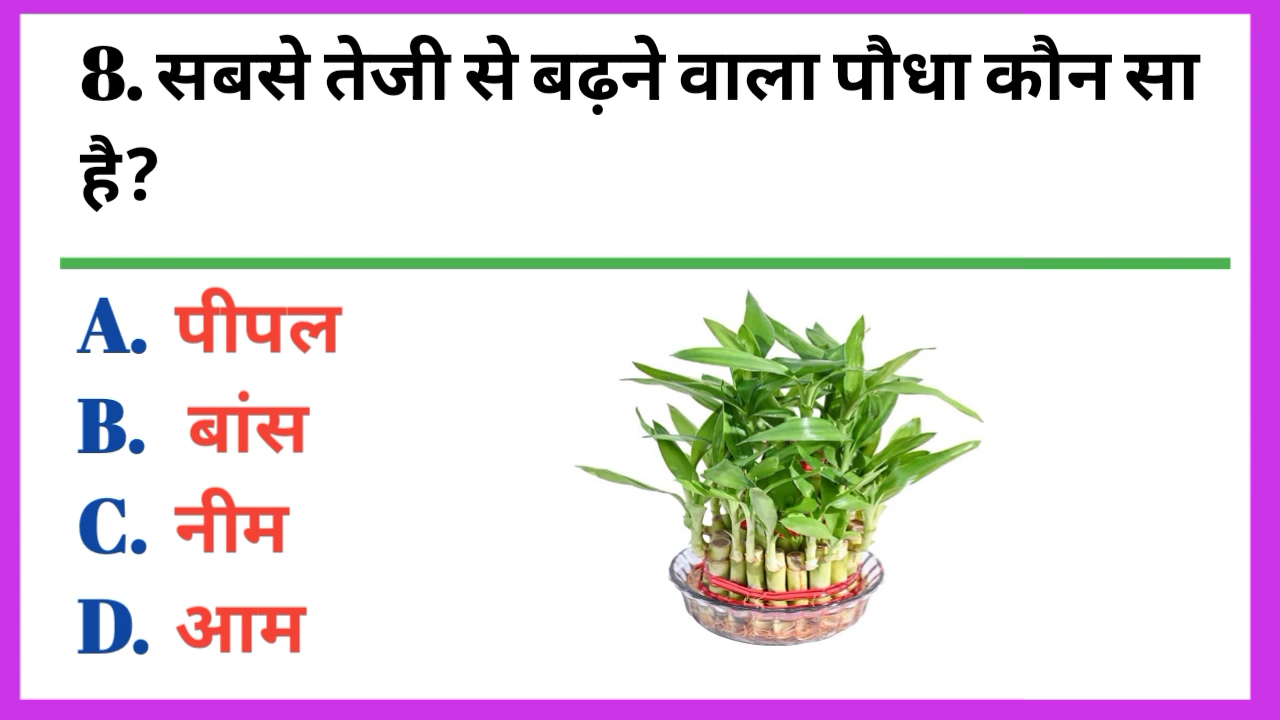 8. सबसे तेजी से बढ़ने वाला पौधा कौन सा
है?
A. पीपल
B. बांस
C. नीम
D. आम